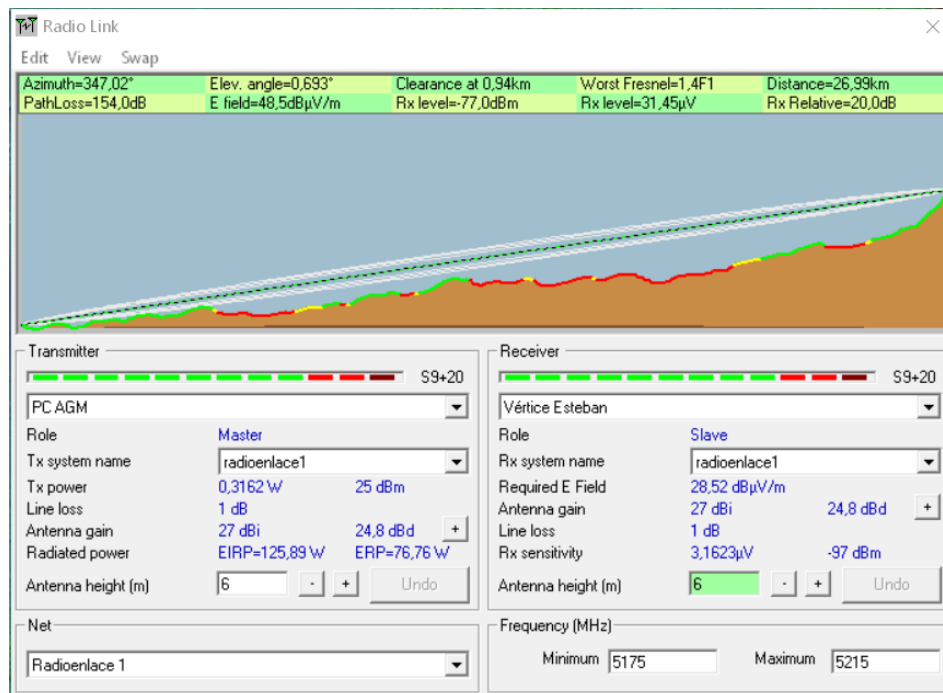 Radio Link
Edit View Swap
Azimuth=347,02° Elev. angle=0,693° Clearance at 0,94km Worst Fresnel=1,4F1 Distance=26,99km
PathLoss=154,0dB E field=48,5dBµV/m Rx level=-77,0dBm Rx level=31,45µV Rx Relative=20,0dB
Transmitter
S9+20
PC AGM
Role Master
Tx system name radioenlace1
Tx power 0,3162 W 25 dBm
Line loss 1 dB
Antenna gain 27 dBi 24,8 dBd +
Radiated power EIRP=125,89 W ERP=76,76 W
Antenna height (m) 6 - + Undo
Net
Radioenlace 1
Receiver
S9+20
Vértice Esteban
Role Slave
Rx system name radioenlace1
Required E Field 28,52 dBµV/m
Antenna gain 27 dBi 24,8 dBd +
Line loss 1 dB
Rx sensitivity 3,1623µV -97 dBm
Antenna height (m) 6 - + Undo
Frequency (MHz)
Minimum 5175 Maximum 5215